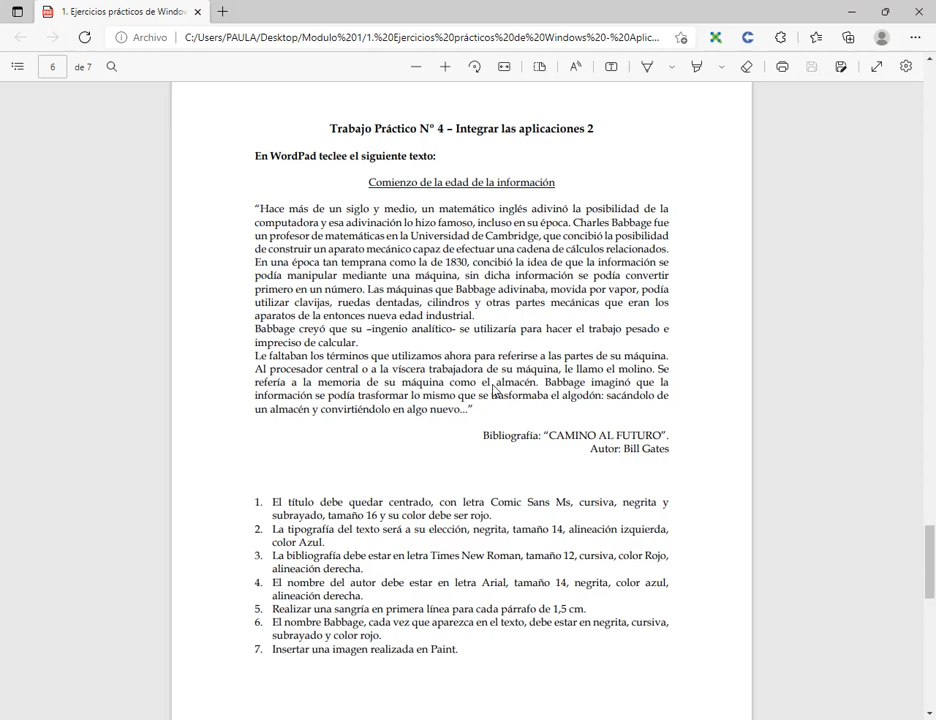 1. Ejercicios prácticos de Window
Archivo
C:/Users/PAULA/Desktop/Modulo%201/1.%20Ejercicios%20prácticos%20de%20Windows%20-%20Aplic...
6
de 7
Trabajo Práctico N° 4 – Integrar las aplicaciones 2
En WordPad teclee el siguiente texto:
Comienzo de la edad de la información
“Hace más de un siglo y medio, un matemático inglés adivinó la posibilidad de la
computadora y esa adivinación lo hizo famoso, incluso en su época. Charles Babbage fue
un profesor de matemáticas en la Universidad de Cambridge, que concibió la posibilidad
de construir un aparato mecánico capaz de efectuar una cadena de cálculos relacionados.
En una época tan temprana como la de 1830, concibió la idea de que la información se
podía manipular mediante una máquina, sin dicha información se podía convertir
primero en un número. Las máquinas que Babbage adivinaba, movida por vapor, podía
utilizar clavijas, ruedas dentadas, cilindros y otras partes mecánicas que eran los
aparatos de la entonces nueva edad industrial.
Babbage creyó que su –ingenio analítico- se utilizaría para hacer el trabajo pesado e
impreciso de calcular.
Le faltaban los términos que utilizamos ahora para referirse a las partes de su máquina.
Al procesador central o a la víscera trabajadora de su máquina, le llamo el molino. Se
refería a la memoria de su máquina como el almacén. Babbage imaginó que la
información se podía trasformar lo mismo que se trasformaba el algodón: sacándolo de
un almacén y convirtiéndolo en algo nuevo...”
Bibliografía: “CAMINO AL FUTURO”.
Autor: Bill Gates
1. El título debe quedar centrado, con letra Comic Sans Ms, cursiva, negrita y
subrayado, tamaño 16 y su color debe ser rojo.
2. La tipografía del texto será a su elección, negrita, tamaño 14, alineación izquierda,
color Azul.
3. La bibliografía debe estar en letra Times New Roman, tamaño 12, cursiva, color Rojo,
alineación derecha.
4. El nombre del autor debe estar en letra Arial, tamaño 14, negrita, color azul,
alineación derecha.
5. Realizar una sangría en primera línea para cada párrafo de 1,5 cm.
6. El nombre Babbage, cada vez que aparezca en el texto, debe estar en negrita, cursiva,
subrayado y color rojo.
7. Insertar una imagen realizada en Paint.